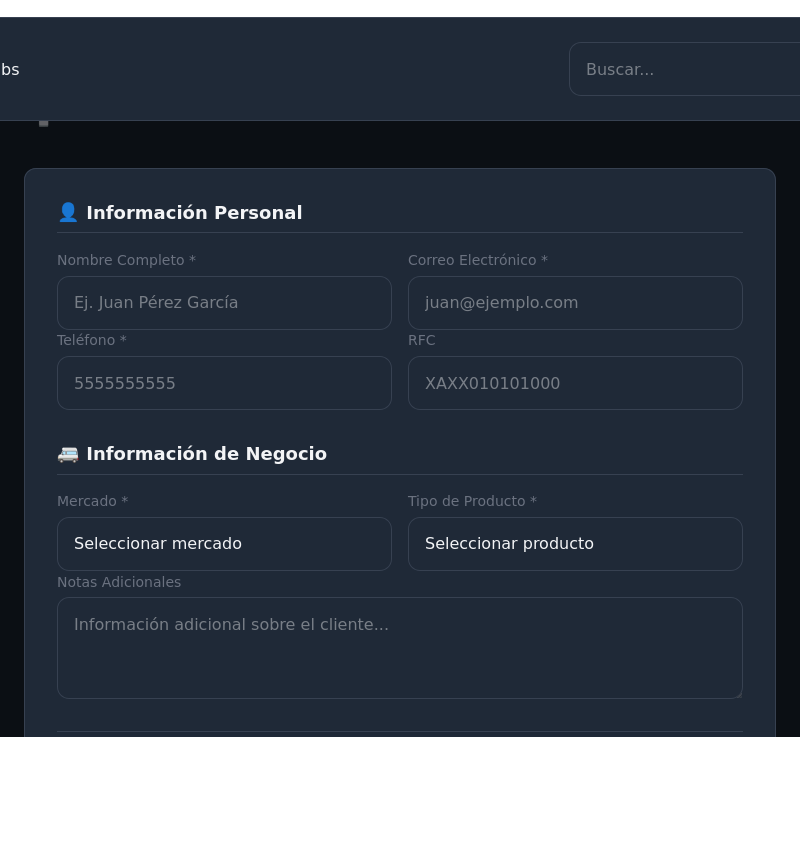 bs
Buscar...
Información Personal
Nombre Completo *
Correo Electrónico *
Ej. Juan Pérez García
juan@ejemplo.com
Teléfono *
RFC
5555555555
XAXX010101000
Información de Negocio
Mercado *
Tipo de Producto *
Seleccionar mercado
Seleccionar producto
Notas Adicionales
Información adicional sobre el cliente...